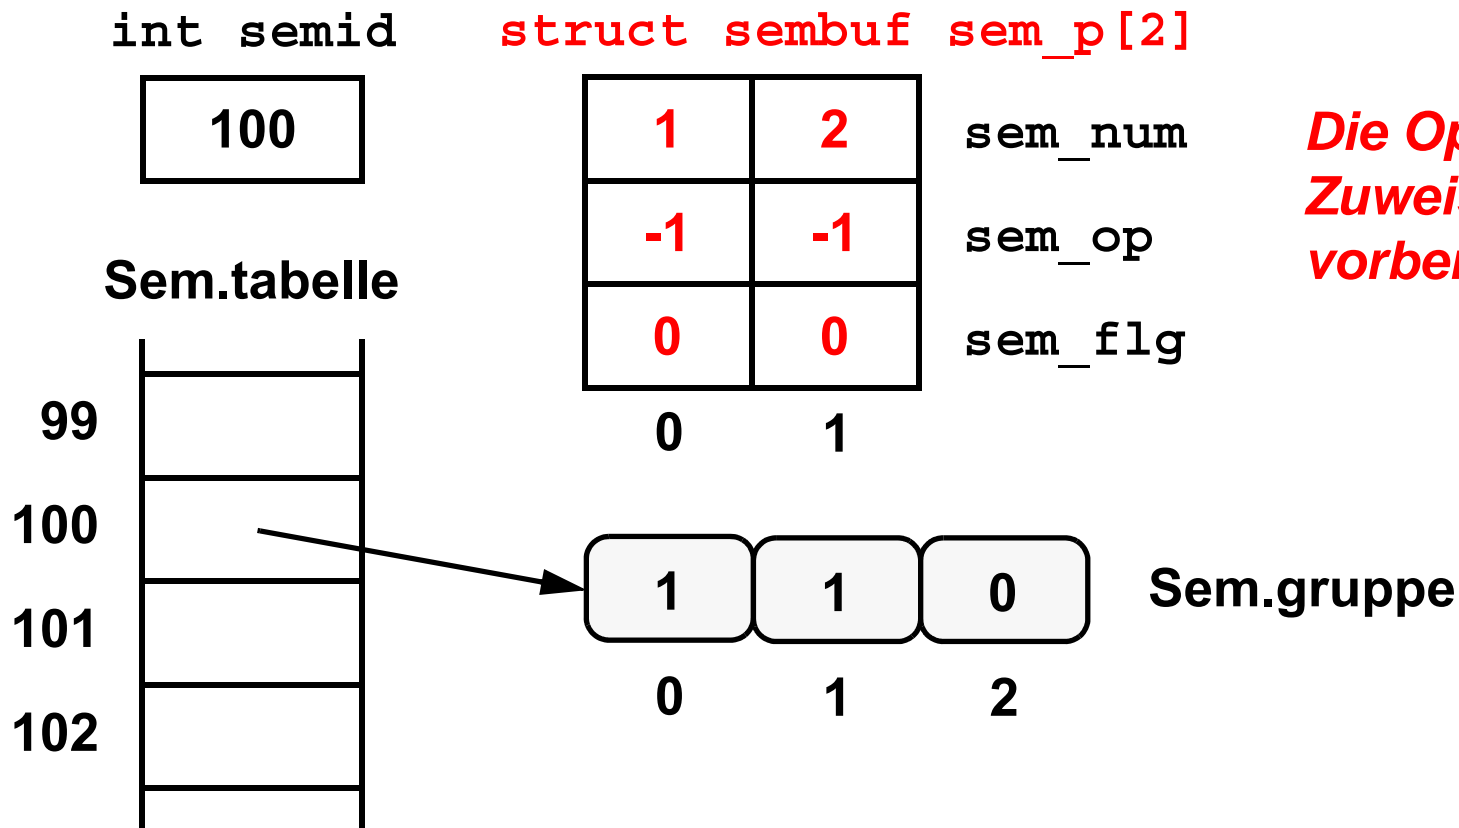 int semid
struct sembuf sem_p[2]
100
1 2 sem_num
-1 -1 sem_op
0 0 sem_flg
0 1
Die
Sem.tabelle
99
100
101
102
1 1 0 Sem.gruppe
0 1 2